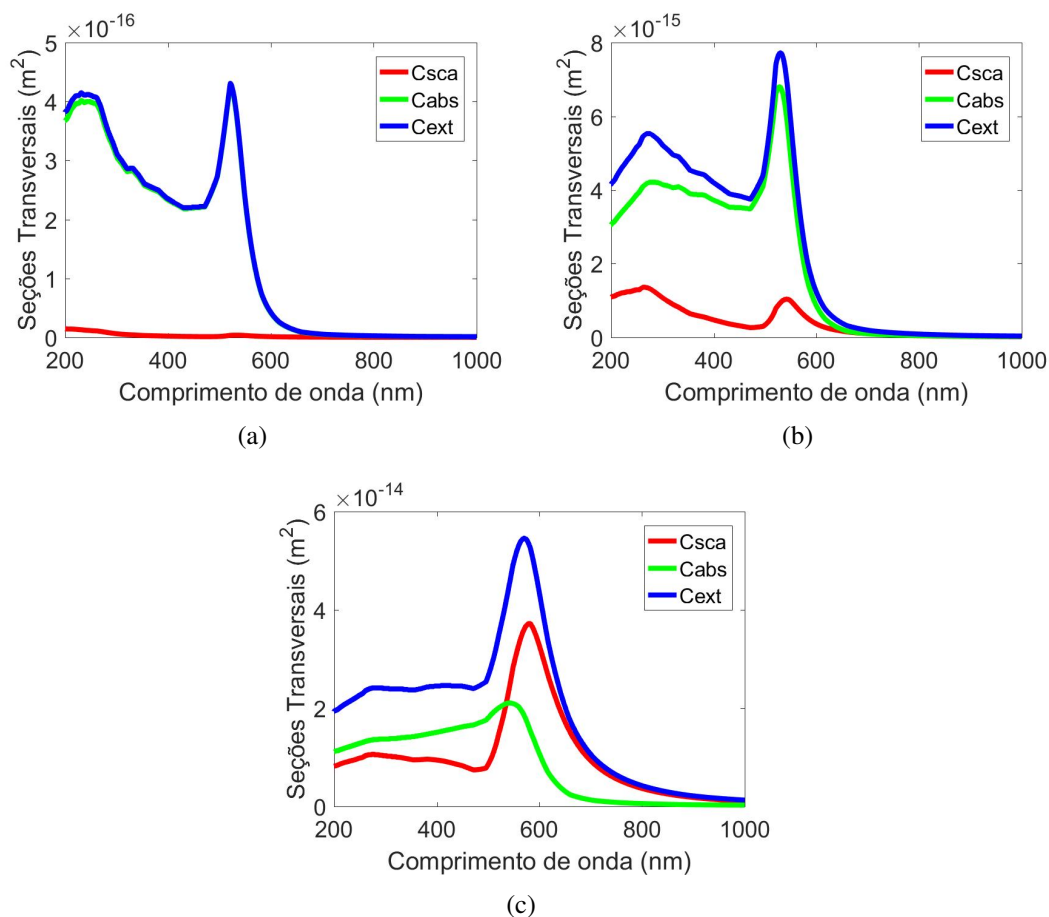 ×10⁻¹⁶
5
4
3
2
1
0
Seções Transversais (m²)
200 400 600 800 1000
Comprimento de onda (nm)
Csca
Cabs
Cext
(a)
×10⁻¹⁵
8
6
4
2
0
Seções Transversais (m²)
200 400 600 800 1000
Comprimento de onda (nm)
Csca
Cabs
Cext
(b)
×10⁻¹⁴
6
4
2
0
Seções Transversais (m²)
200 400 600 800 1000
Comprimento de onda (nm)
Csca
Cabs
Cext
(c)